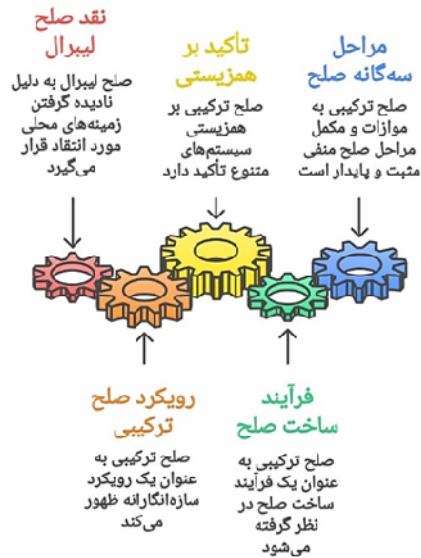 مراحل
سه‌گانه صلح
صلح ترکیبی به
موازات و مکمل
مراحل صلح منفی
مثبت و پایدار است
تأکید بر
همزیستی
صلح ترکیبی بر
همزیستی
سیستم‌های
متنوع تأکید دارد
نقد صلح
لیبرال
صلح لیبرال به دلیل
نادیده گرفتن
زمینه‌های محلی
مورد انتقاد قرار
می‌گیرد
فرآیند
ساخت صلح
صلح ترکیبی به
عنوان یک فرآیند
ساخت صلح در
نظر گرفته
می‌شود
رویکرد صلح
ترکیبی
صلح ترکیبی به
عنوان یک رویکرد
سازه‌انگارانه ظهور
می‌کند